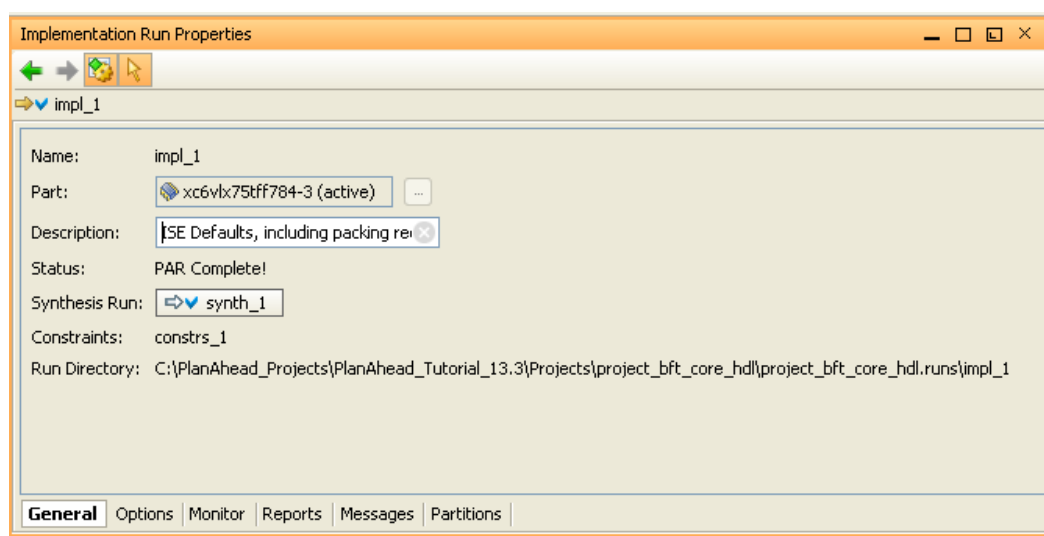 Implementation Run Properties
impl_1
Name: impl_1
Part: xc6vlx75tff784-3 (active) ...
Description: ISE Defaults, including packing
Status: PAR Complete!
Synthesis Run: synth_1
Constraints: constrs_1
Run Directory: C:\PlanAhead_Projects\PlanAhead_Tutorial_13.3\Projects\project_bft_core_hdl\project_bft_core_hdl.runs\impl_1
General Options Monitor Reports Messages Partitions